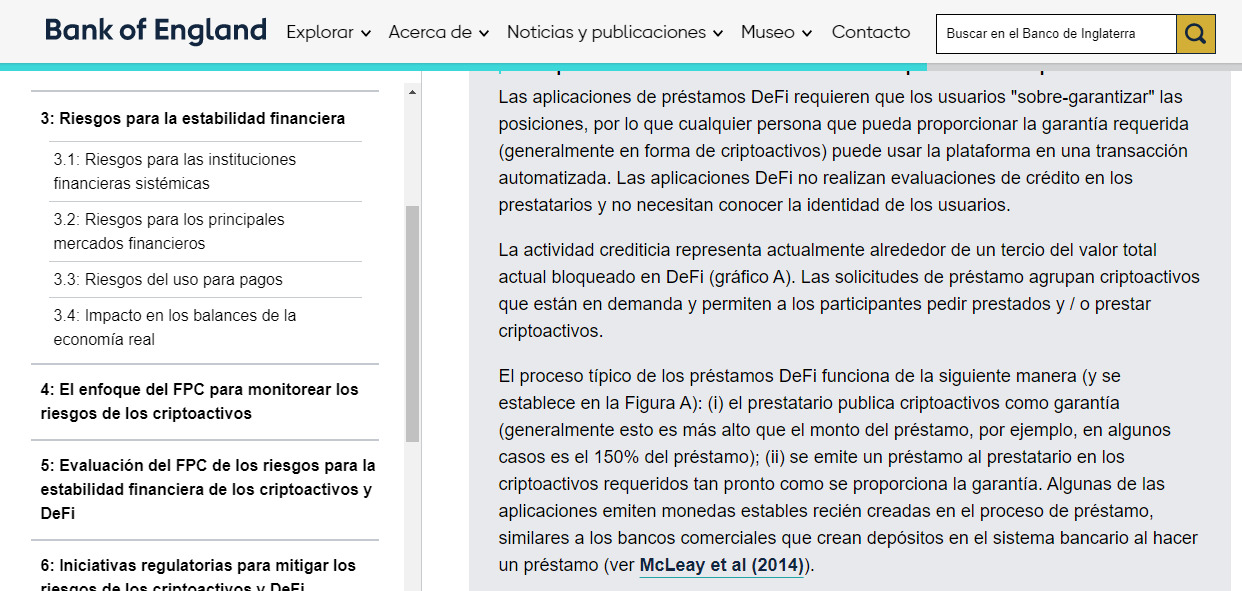 Bank of England
Explorar
Acerca de
Noticias y publicaciones
Museo
Contacto
Buscar en el Banco de Inglaterra
3: Riesgos para la estabilidad financiera
3.1: Riesgos para las instituciones
financieras sistémicas
3.2: Riesgos para los principales
mercados financieros
3.3: Riesgos del uso para pagos
3.4: Impacto en los balances de la
economía real
4: El enfoque del FPC para monitorear los
riesgos de los criptoactivos
5: Evaluación del FPC de los riesgos para la
estabilidad financiera de los criptoactivos y
DeFi
6: Iniciativas regulatorias para mitigar los
riesgos de los criptoactivos y DeFi
Las aplicaciones de préstamos DeFi requieren que los usuarios "sobre-garantizar" las
posiciones, por lo que cualquier persona que pueda proporcionar la garantía requerida
(generalmente en forma de criptoactivos) puede usar la plataforma en una transacción
automatizada. Las aplicaciones DeFi no realizan evaluaciones de crédito en los
prestatarios y no necesitan conocer la identidad de los usuarios.
La actividad crediticia representa actualmente alrededor de un tercio del valor total
actual bloqueado en DeFi (gráfico A). Las solicitudes de préstamo agrupan criptoactivos
que están en demanda y permiten a los participantes pedir prestados y / o prestar
criptoactivos.
El proceso típico de los préstamos DeFi funciona de la siguiente manera (y se
establece en la Figura A): (i) el prestatario publica criptoactivos como garantía
(generalmente esto es más alto que el monto del préstamo, por ejemplo, en algunos
casos es el 150% del préstamo); (ii) se emite un préstamo al prestatario en los
criptoactivos requeridos tan pronto como se proporciona la garantía. Algunas de las
aplicaciones emiten monedas estables recién creadas en el proceso de préstamo,
similares a los bancos comerciales que crean depósitos en el sistema bancario al hacer
un préstamo (ver McLeay et al (2014)).